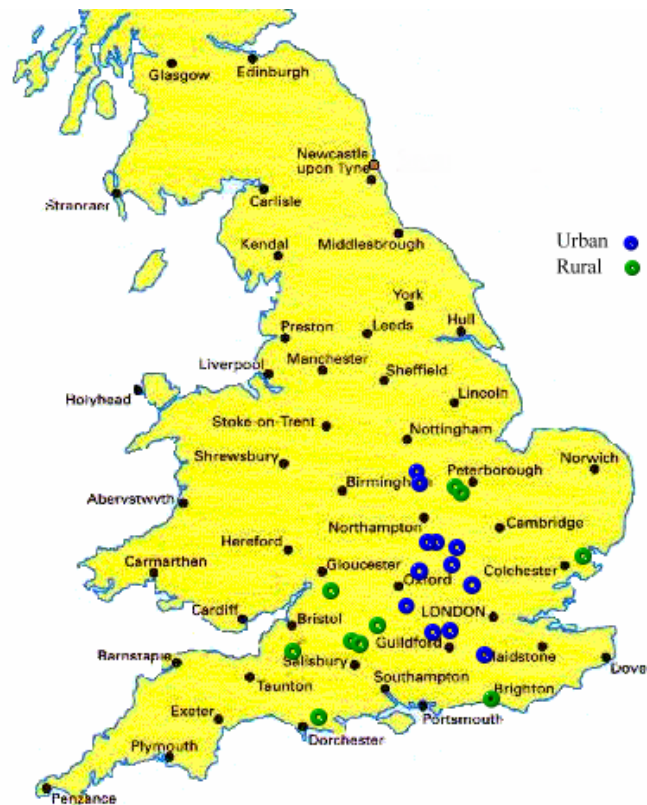 Glasgow
Edinburgh
Newcastle
upon Tyne
Stranraer
Carlisle
Urban
Kendal
Middlesbrough
Rural
York
Preston
Leeds
Hull
Liverpool
Manchester
Sheffield
Holyhead
Lincoln
Stoke-on-Trent
Nottingham
Shrewsbury
Peterborough
Norwich
Birmingham
Aberystwyth
Northampton
Cambridge
Hereford
Carmarthen
Gloucester
Colchester
Oxford
Cardiff
LONDON
Bristol
Guildford
Barnstaple
Salisbury
Maidstone
Dove
Taunton
Southampton
Brighton
Exeter
Portsmouth
Dorchester
Plymouth
Penzance